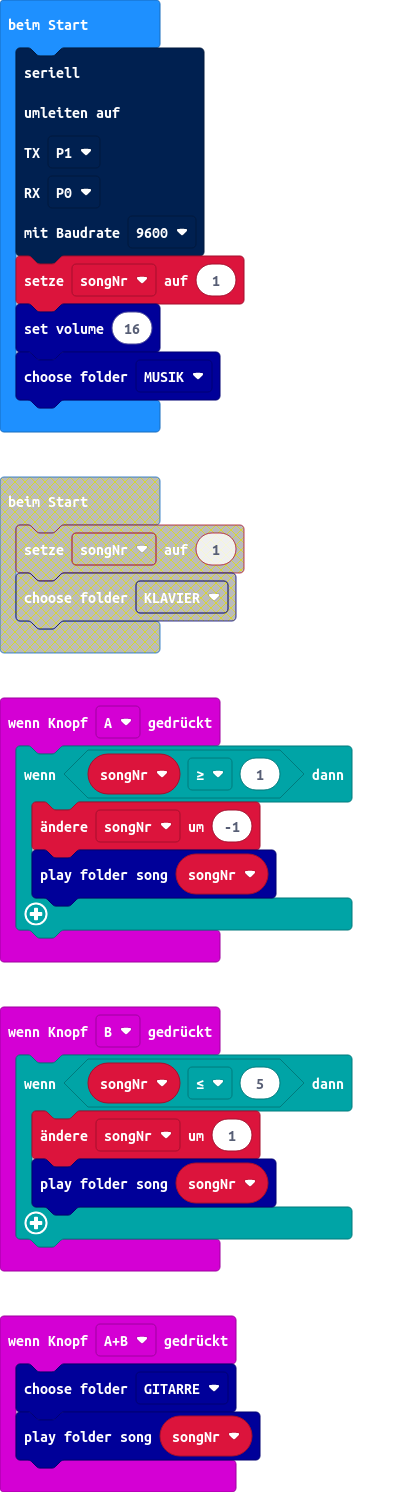 beim Start
seriell
umleiten auf
TX P1
RX P0
mit Baudrate 9600
setze songNr auf 1
set volume 16
choose folder MUSIK
beim Start
setze songNr auf 1
choose folder KLAVIER
wenn Knopf A gedrückt
wenn songNr ≥ 1 dann
ändere songNr um -1
play folder song songNr
wenn Knopf B gedrückt
wenn songNr ≤ 5 dann
ändere songNr um 1
play folder song songNr
wenn Knopf A+B gedrückt
choose folder GITARRE
play folder song songNr